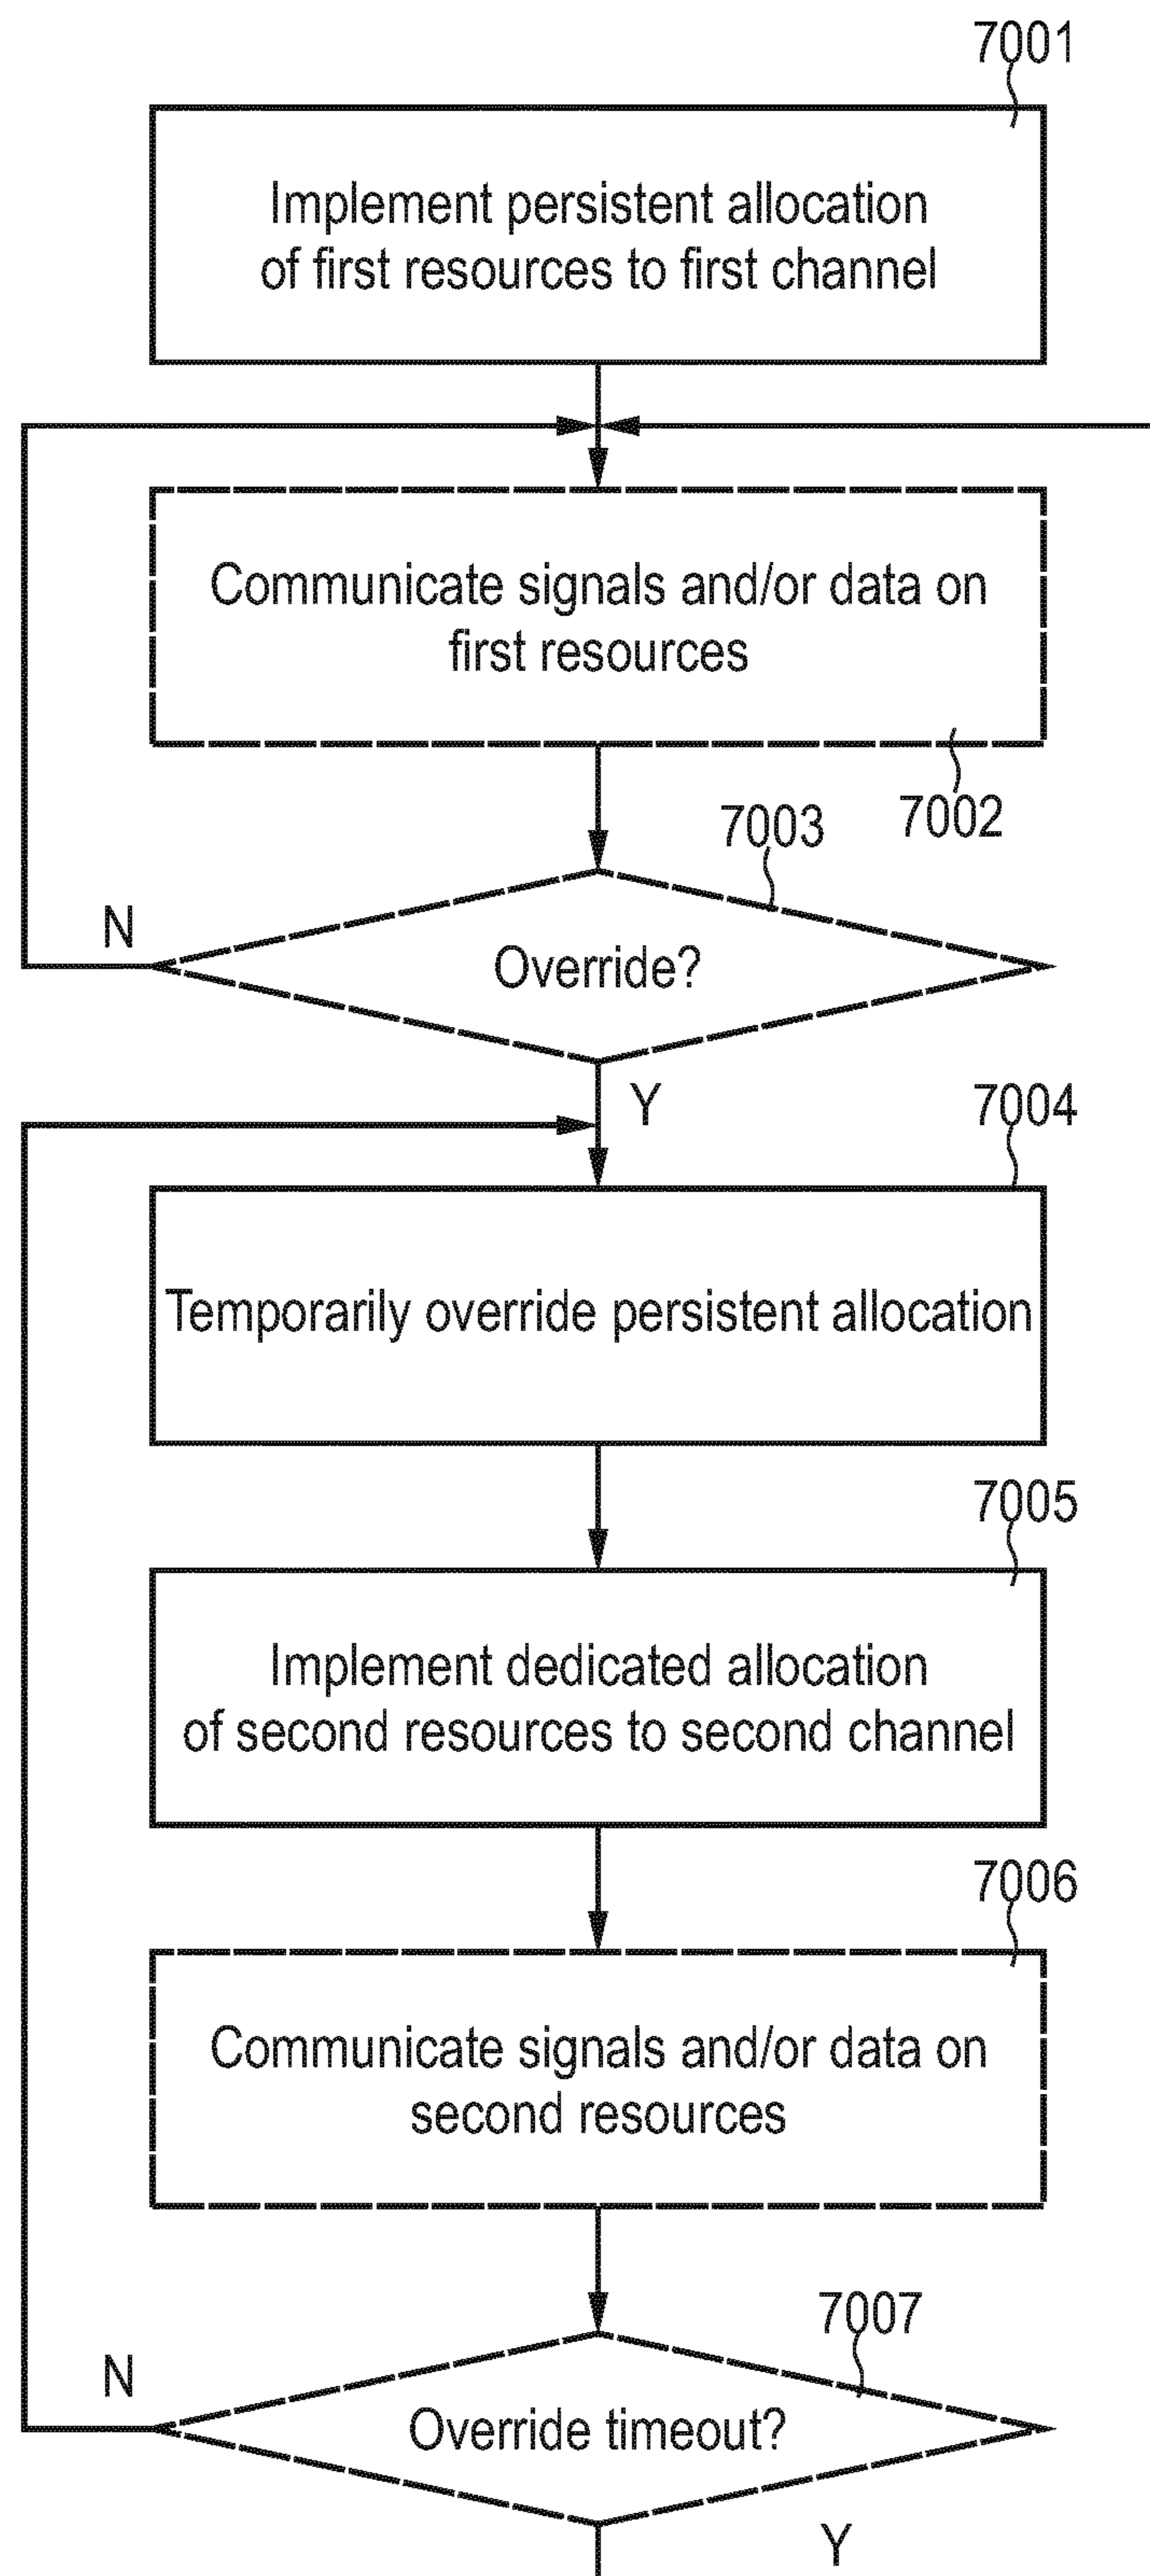 7001
Implement persistent allocation
of first resources to first channel
Communicate signals and/or data on
first resources
7002
7003
N
Override?
Y
7004
Temporarily override persistent allocation
7005
Implement dedicated allocation
of second resources to second channel
7006
Communicate signals and/or data on
second resources
7007
N
Override timeout?
Y